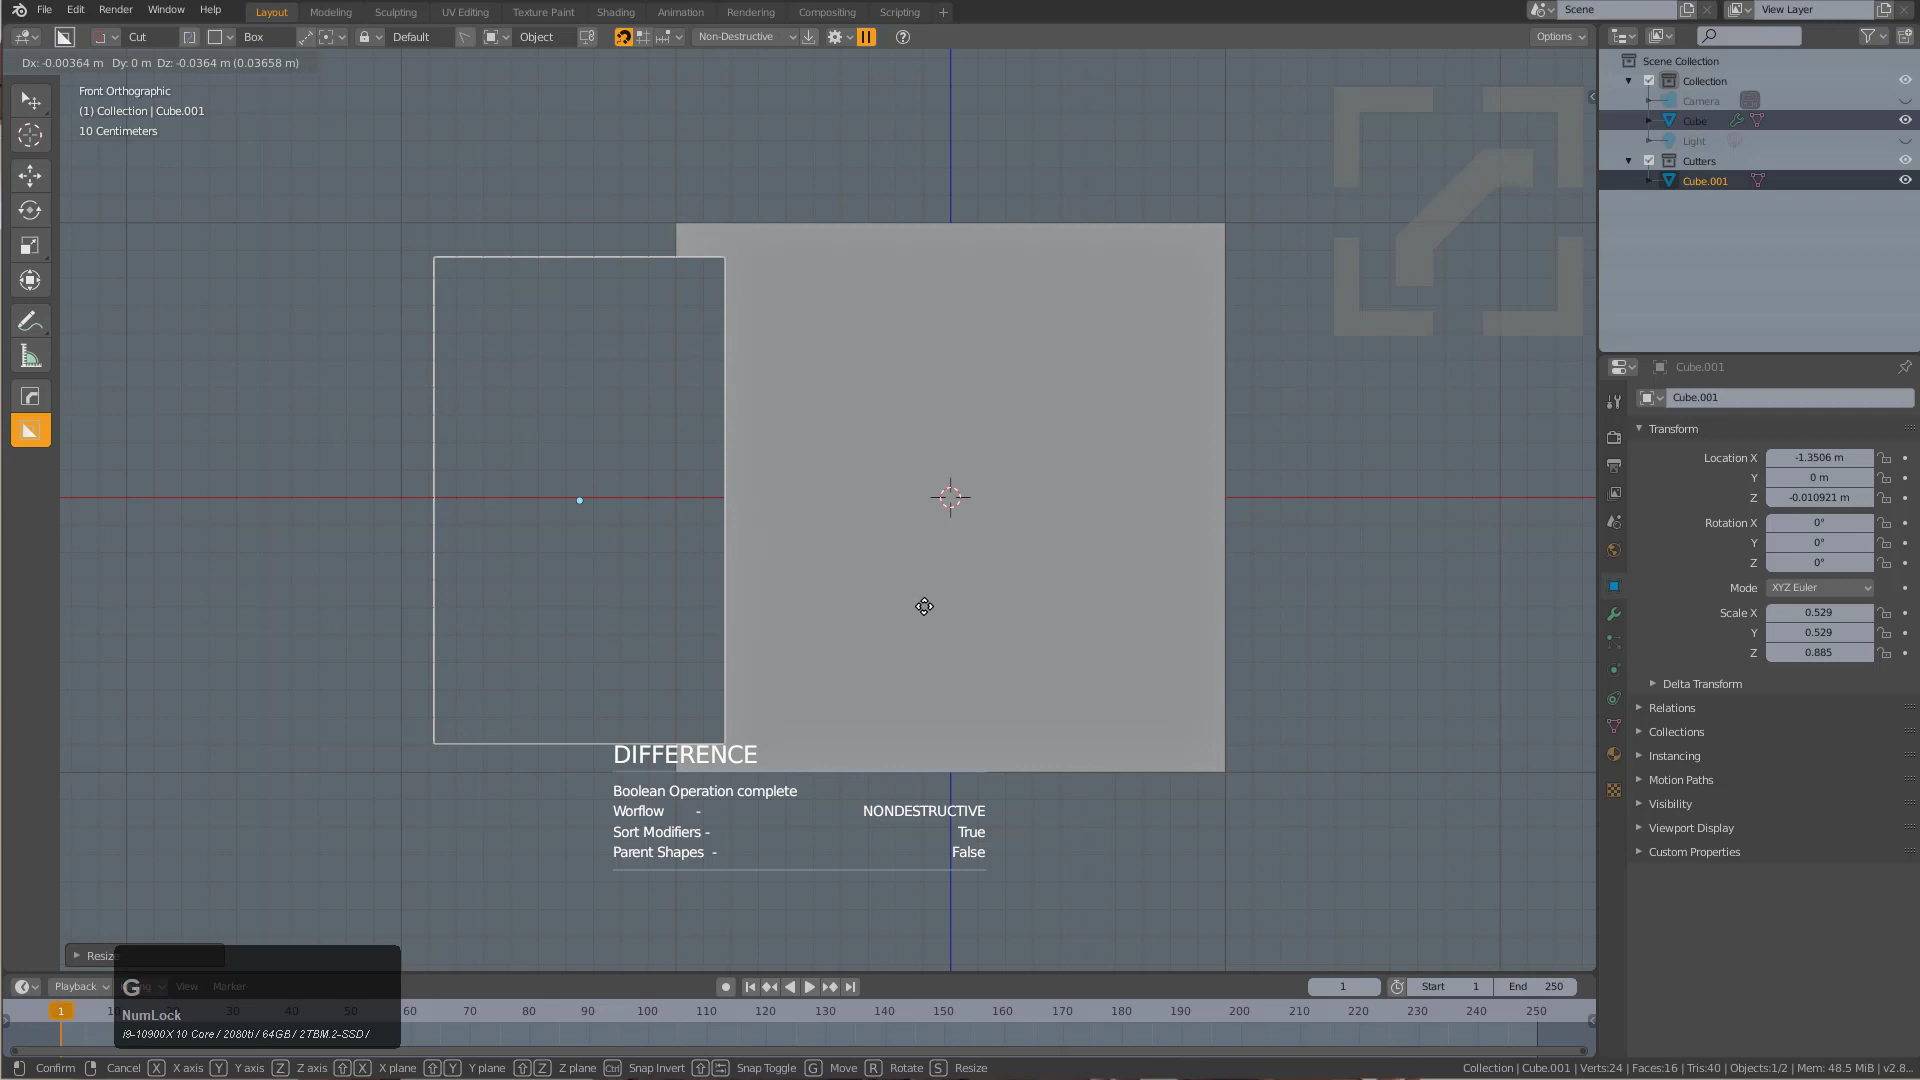 File Edit Render Window Help Layout Modeling Sculpting UV Editing Texture Paint Shading Animation Rendering Compositing Scripting Scene View Layer
Cut Box Default Object Non-Destructive Options
Dx: -0.00364 m Dy: 0 m Dz: -0.0364 m (0.03658 m)
Front Orthographic
(1) Collection | Cube.001
10 Centimeters
Scene Collection
Collection
Camera
Cube
Light
Cutters
Cube.001
Cube.001
Cube.001
Transform
Location X -1.3506 m
Y 0 m
Z -0.010921 m
Rotation X 0°
Y 0°
Z 0°
Mode XYZ Euler
Scale X 0.529
Y 0.529
Z 0.885
Delta Transform
Relations
Collections
Instancing
Motion Paths
Visibility
Viewport Display
Custom Properties
DIFFERENCE
Boolean Operation complete
Worflow - NONDESTRUCTIVE
Sort Modifiers - True
Parent Shapes - False
Resize
G
NumLock
i9-10900X 10 Core / 2080ti / 64GB / 2TBM.2-SSD /
Playback View Marker 1 Start 1 End 250
1 10 20 30 40 50 60 70 80 90 100 110 120 130 140 150 160 170 180 190 200 210 220 230 240 250
Confirm Cancel X X axis Y Y axis Z Z axis X X plane Y Y plane Z Z plane Ctrl Snap Invert Snap Toggle G Move R Rotate S Resize Collection | Cube.001 | Verts:24 | Faces:16 | Tris:40 | Objects:1/2 | Mem: 48.5 MiB | v2.8...